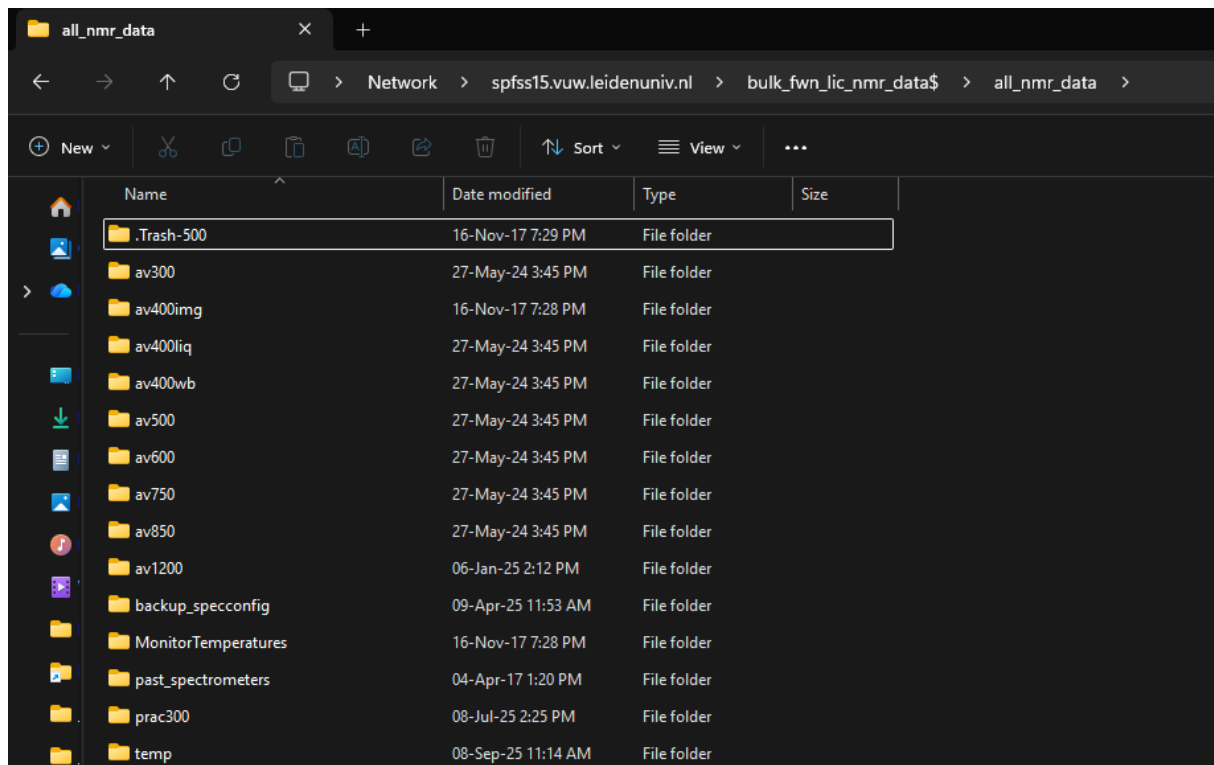 all_nmr_data
Network > spfss15.vuw.leidenuniv.nl > bulk_fwn_lic_nmr_data$ > all_nmr_data >
New Sort View
Name Date modified Type Size
.Trash-500 16-Nov-17 7:29 PM File folder
av300 27-May-24 3:45 PM File folder
av400img 16-Nov-17 7:28 PM File folder
av400liq 27-May-24 3:45 PM File folder
av400wb 27-May-24 3:45 PM File folder
av500 27-May-24 3:45 PM File folder
av600 27-May-24 3:45 PM File folder
av750 27-May-24 3:45 PM File folder
av850 27-May-24 3:45 PM File folder
av1200 06-Jan-25 2:12 PM File folder
backup_specconfig 09-Apr-25 11:53 AM File folder
MonitorTemperatures 16-Nov-17 7:28 PM File folder
past_spectrometers 04-Apr-17 1:20 PM File folder
prac300 08-Jul-25 2:25 PM File folder
temp 08-Sep-25 11:14 AM File folder